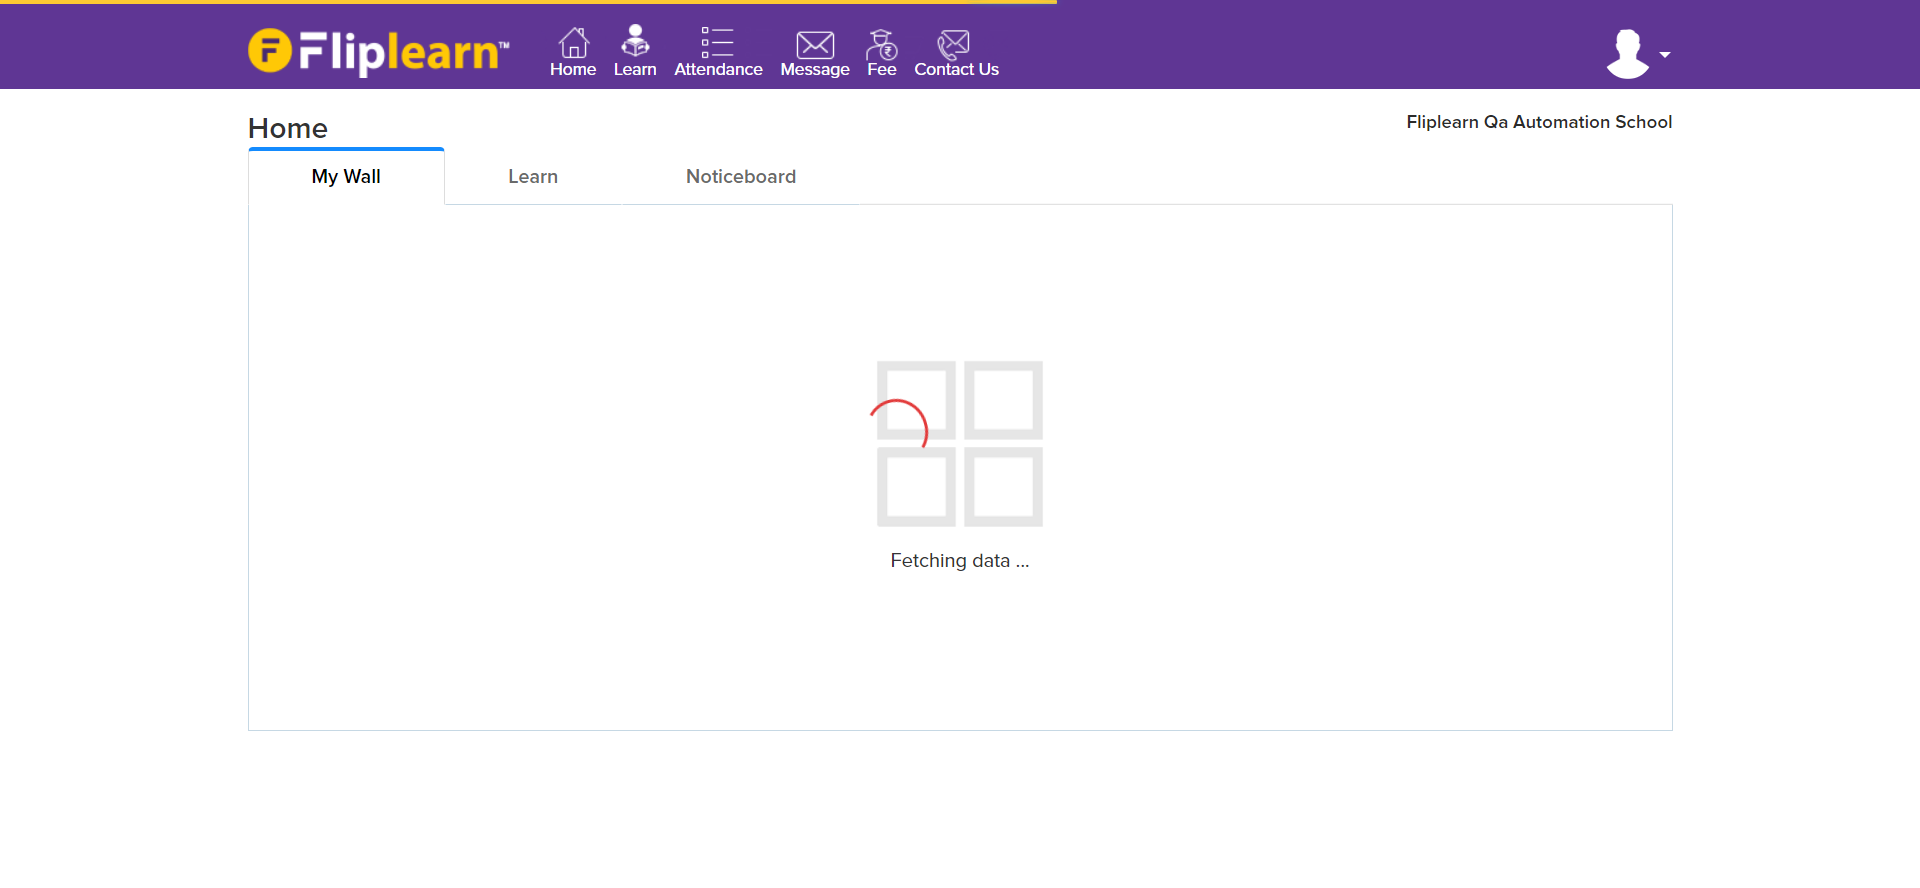 Fliplearn™
Home
Learn
Attendance
Message
Fee
Contact Us
Home
Fliplearn Qa Automation School
My Wall
Learn
Noticeboard
Fetching data ...